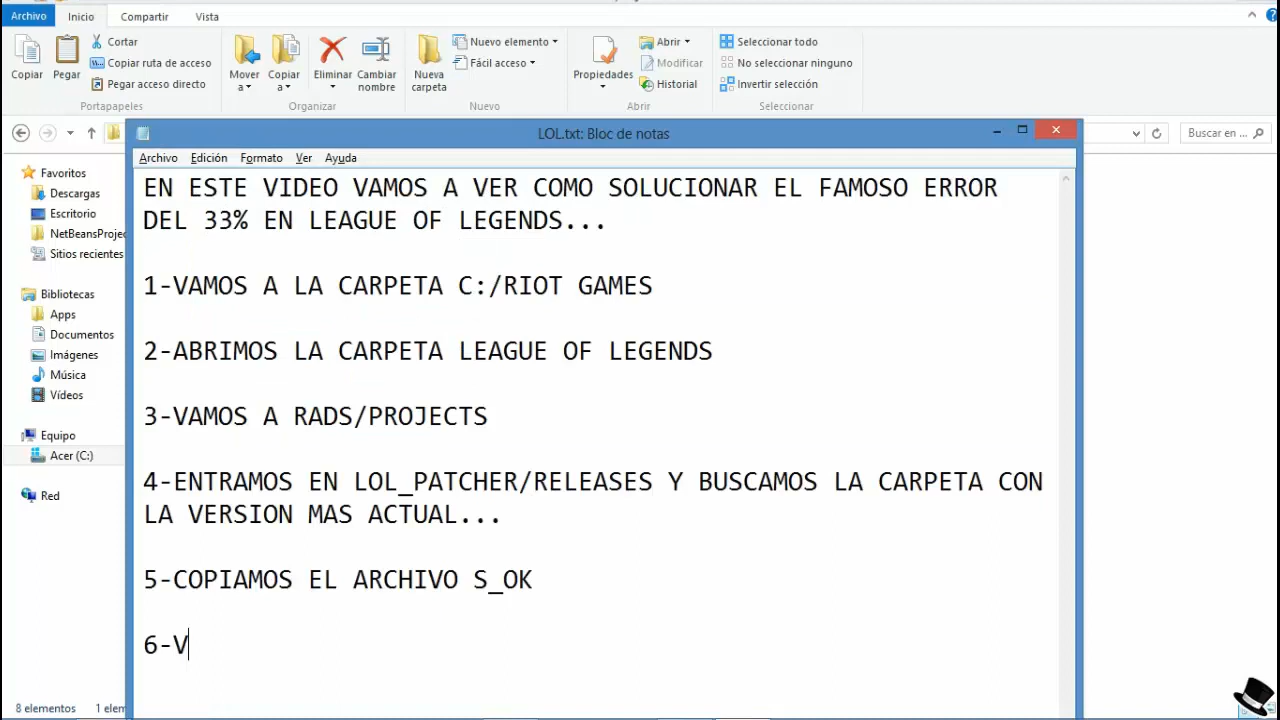 Archivo Inicio Compartir Vista
Copiar
Pegar
Cortar
Copiar ruta de acceso
Pegar acceso directo
Portapapeles
Mover a
Copiar a
Eliminar
Cambiar nombre
Organizar
Nueva carpeta
Nuevo elemento
Fácil acceso
Nuevo
Propiedades
Abrir
Modificar
Historial
Abrir
Seleccionar todo
No seleccionar ninguno
Invertir selección
Seleccionar
Buscar en ...
Favoritos
Descargas
Escritorio
NetBeansProjec
Sitios recientes
Bibliotecas
Apps
Documentos
Imágenes
Música
Vídeos
Equipo
Acer (C:)
Red
8 elementos 1 elem
LOL.txt: Bloc de notas
Archivo Edición Formato Ver Ayuda
EN ESTE VIDEO VAMOS A VER COMO SOLUCIONAR EL FAMOSO ERROR
DEL 33% EN LEAGUE OF LEGENDS...
1-VAMOS A LA CARPETA C:/RIOT GAMES
2-ABRIMOS LA CARPETA LEAGUE OF LEGENDS
3-VAMOS A RADS/PROJECTS
4-ENTRAMOS EN LOL_PATCHER/RELEASES Y BUSCAMOS LA CARPETA CON
LA VERSION MAS ACTUAL...
5-COPIAMOS EL ARCHIVO S_OK
6-V